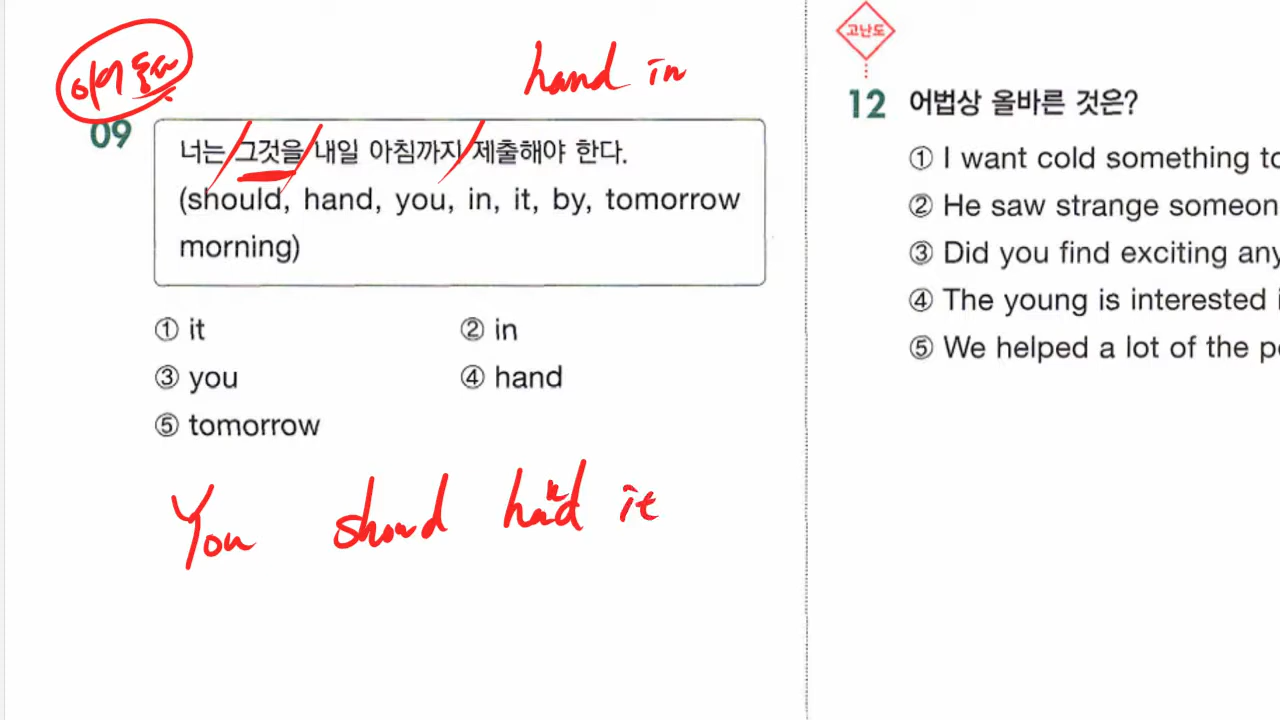 이어동사
hand in
09
너는 그것을 내일 아침까지 제출해야 한다.
(should, hand, you, in, it, by, tomorrow
morning)
① it
② in
③ you
④ hand
⑤ tomorrow
You should hand it
고난도
12 어법상 올바른 것은?
① I want cold something to
② He saw strange someon
③ Did you find exciting any
④ The young is interested i
⑤ We helped a lot of the pe